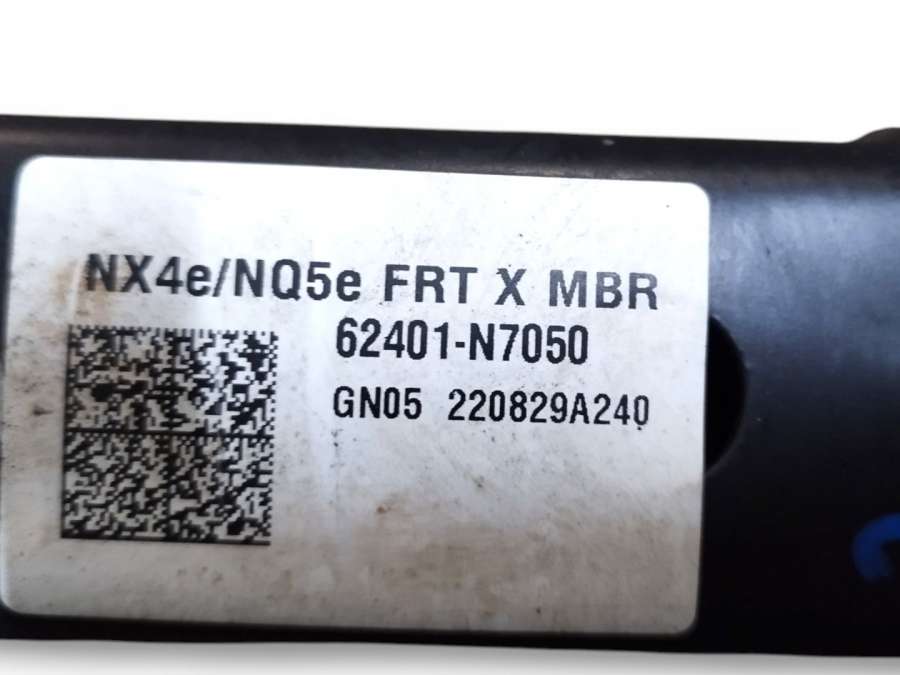 NX4e/NQ5e FRT X MBR
62401-N7050
GN05 220829A240